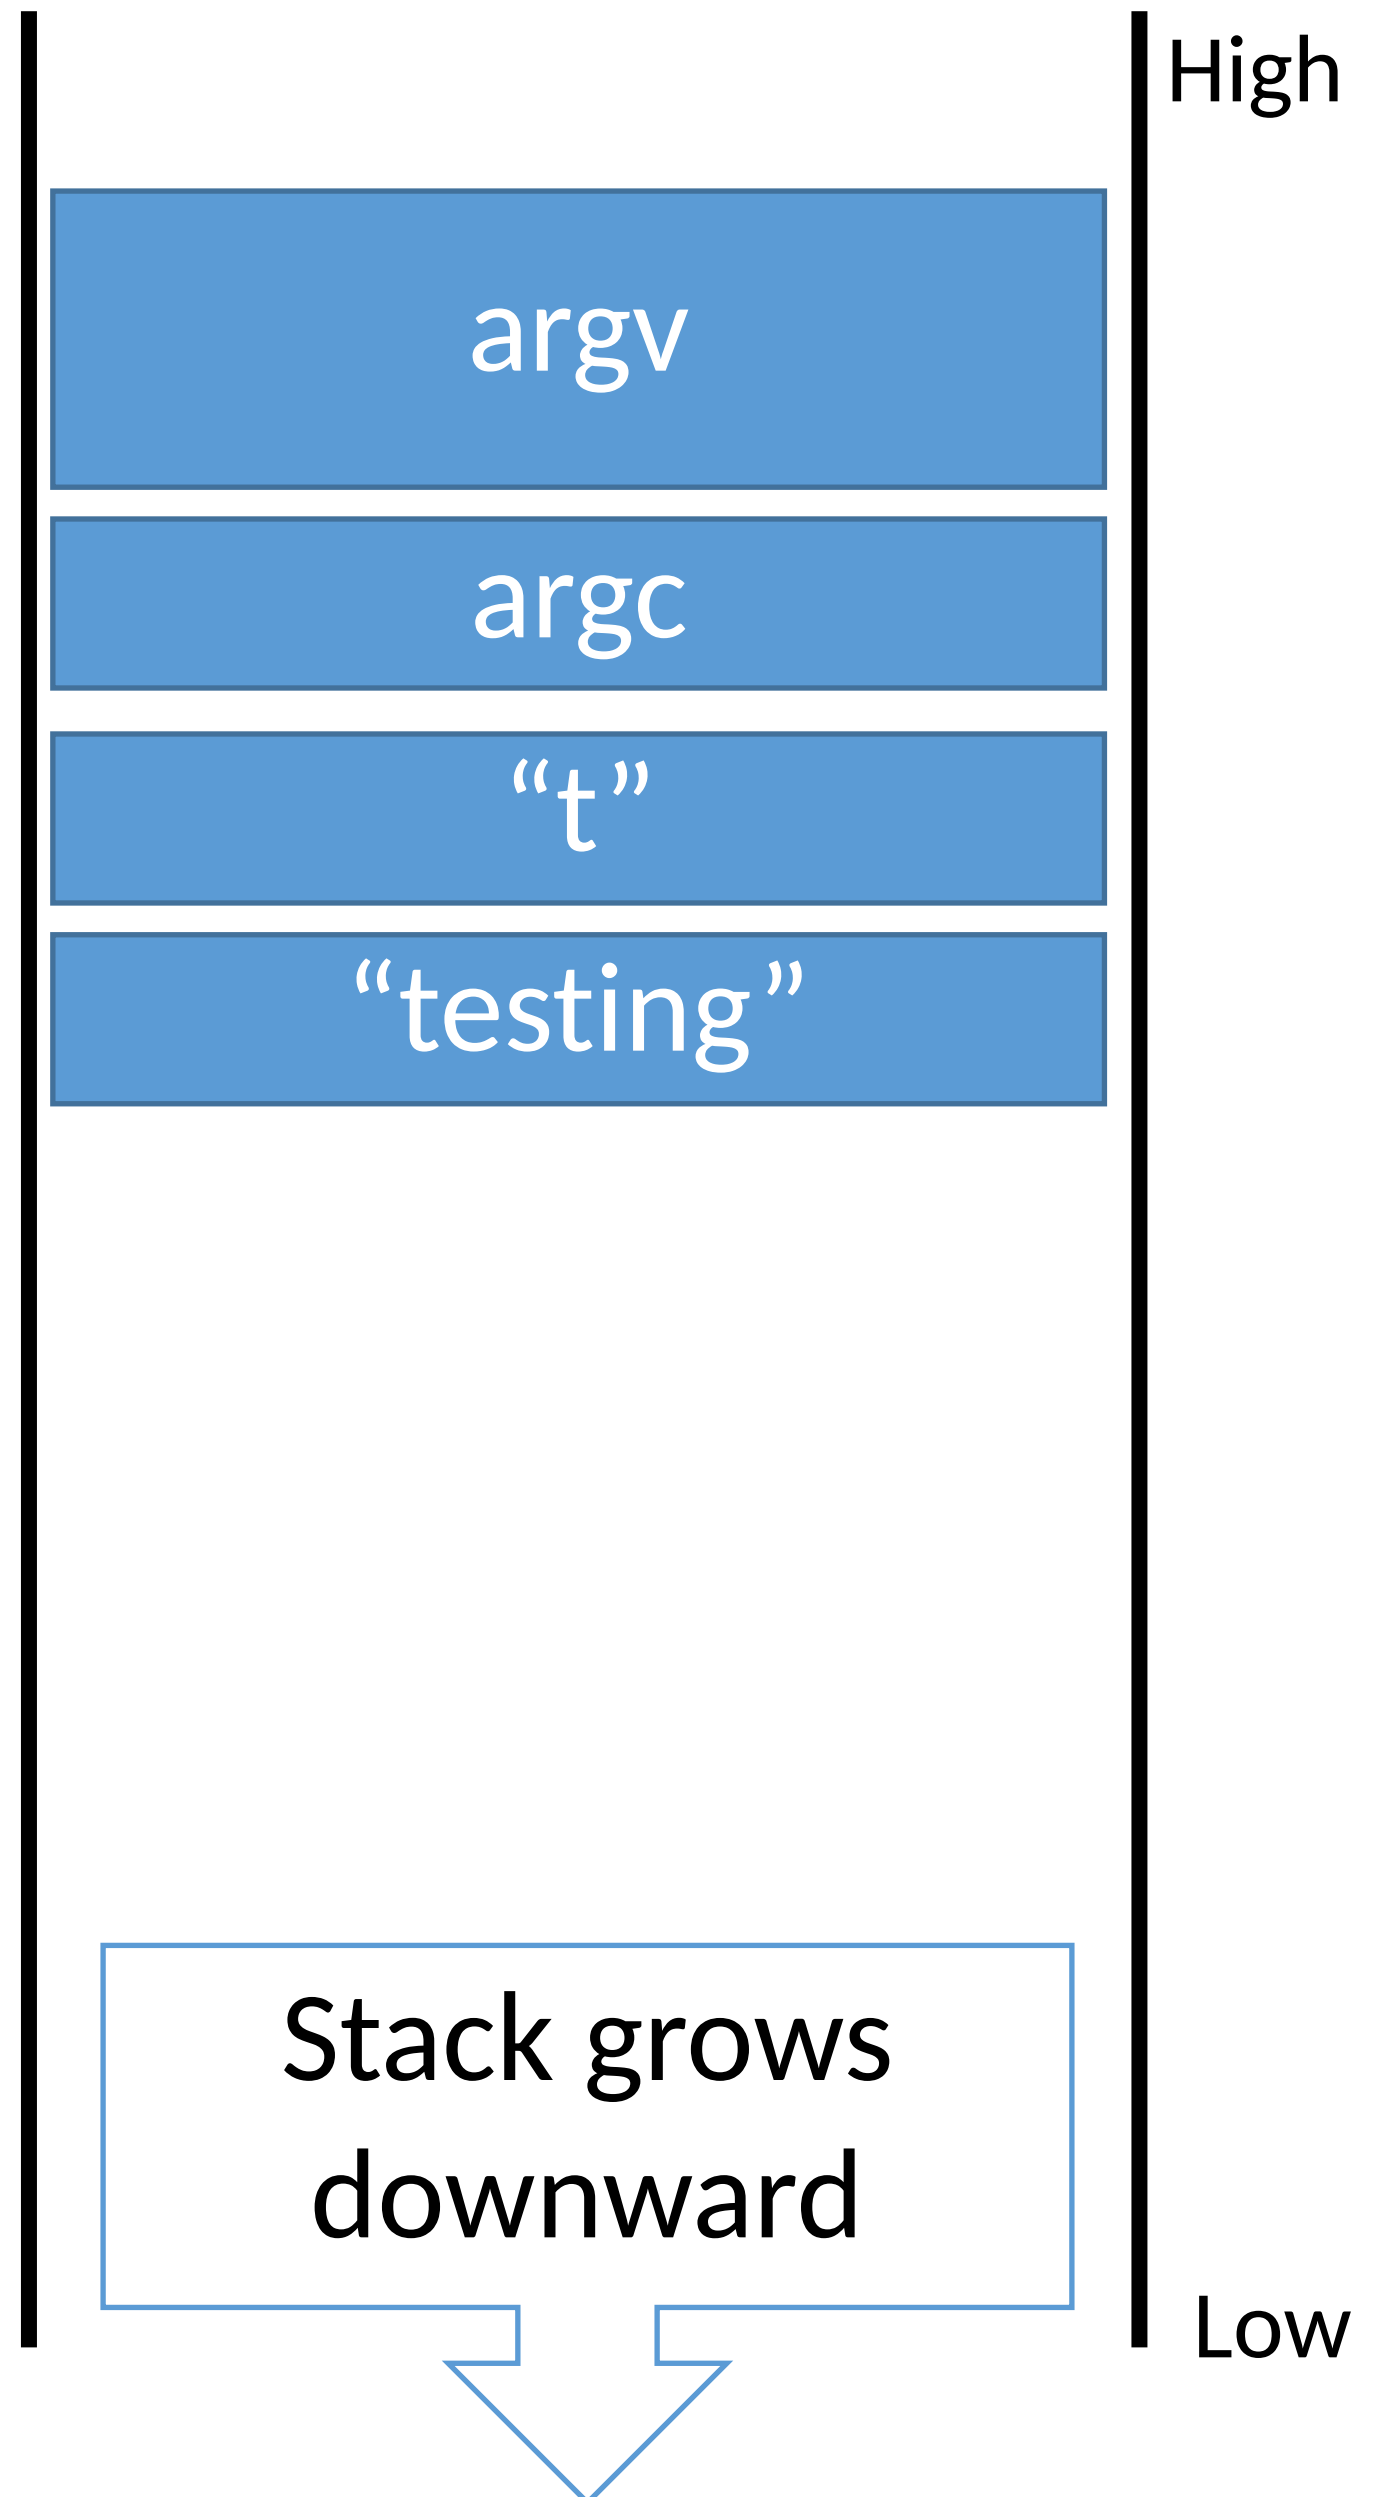 High
argv
argc
“t”
“testing”
Stack grows
downward
Low